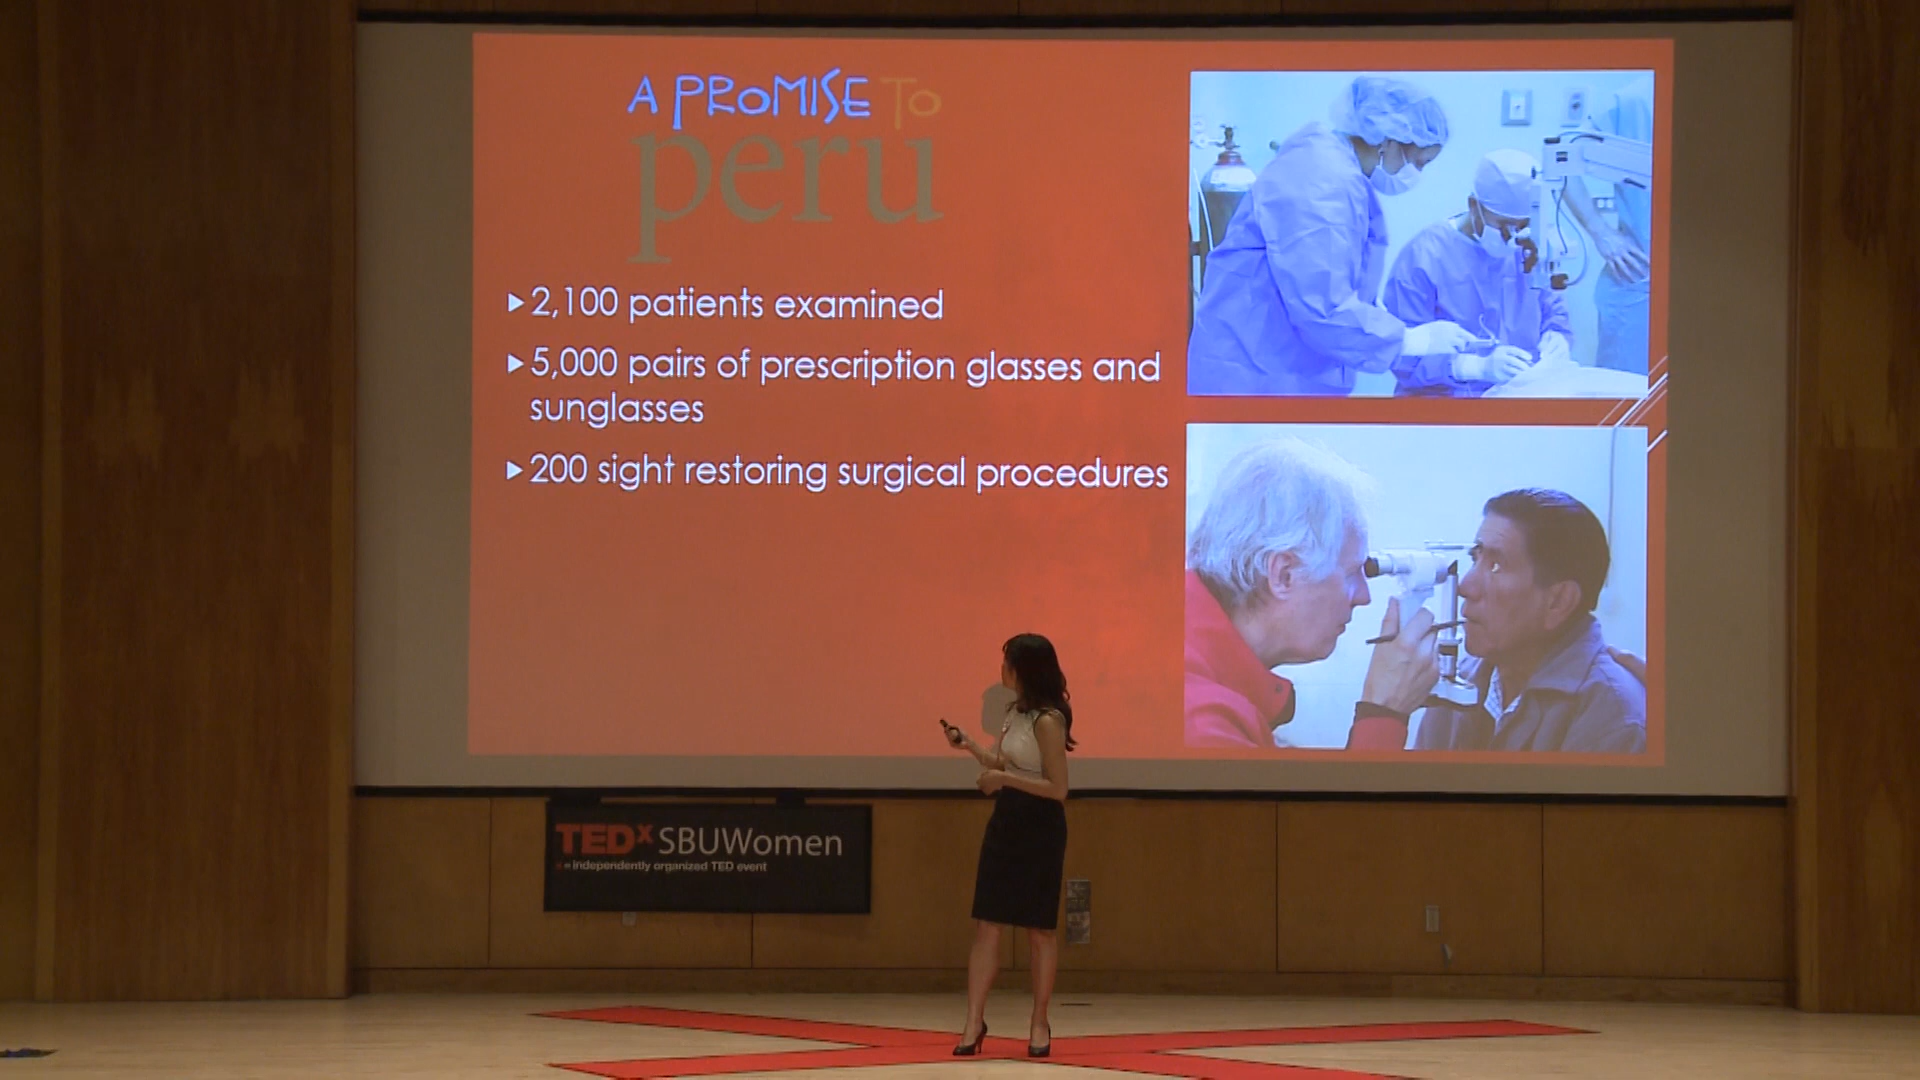 A PROMISE TO
peru
2,100 patients examined
5,000 pairs of prescription glasses and
sunglasses
200 sight restoring surgical procedures
TEDx SBUWomen
x = independently organized TED event